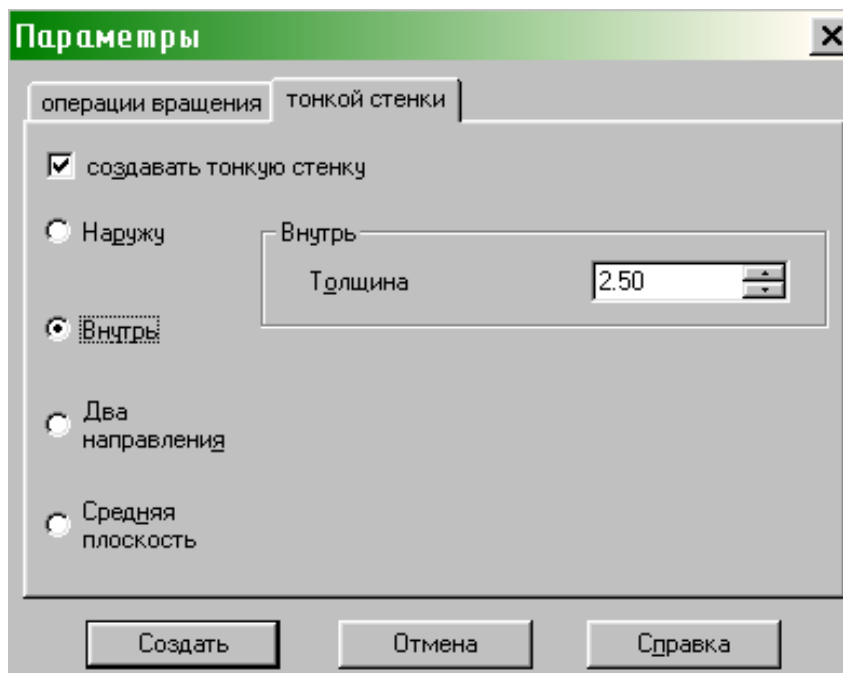 Параметры
операции вращения
тонкой стенки
создавать тонкую стенку
Наружу
Внутрь
Толщина
2.50
Внутрь
Два
направления
Средняя
плоскость
Создать
Отмена
Справка